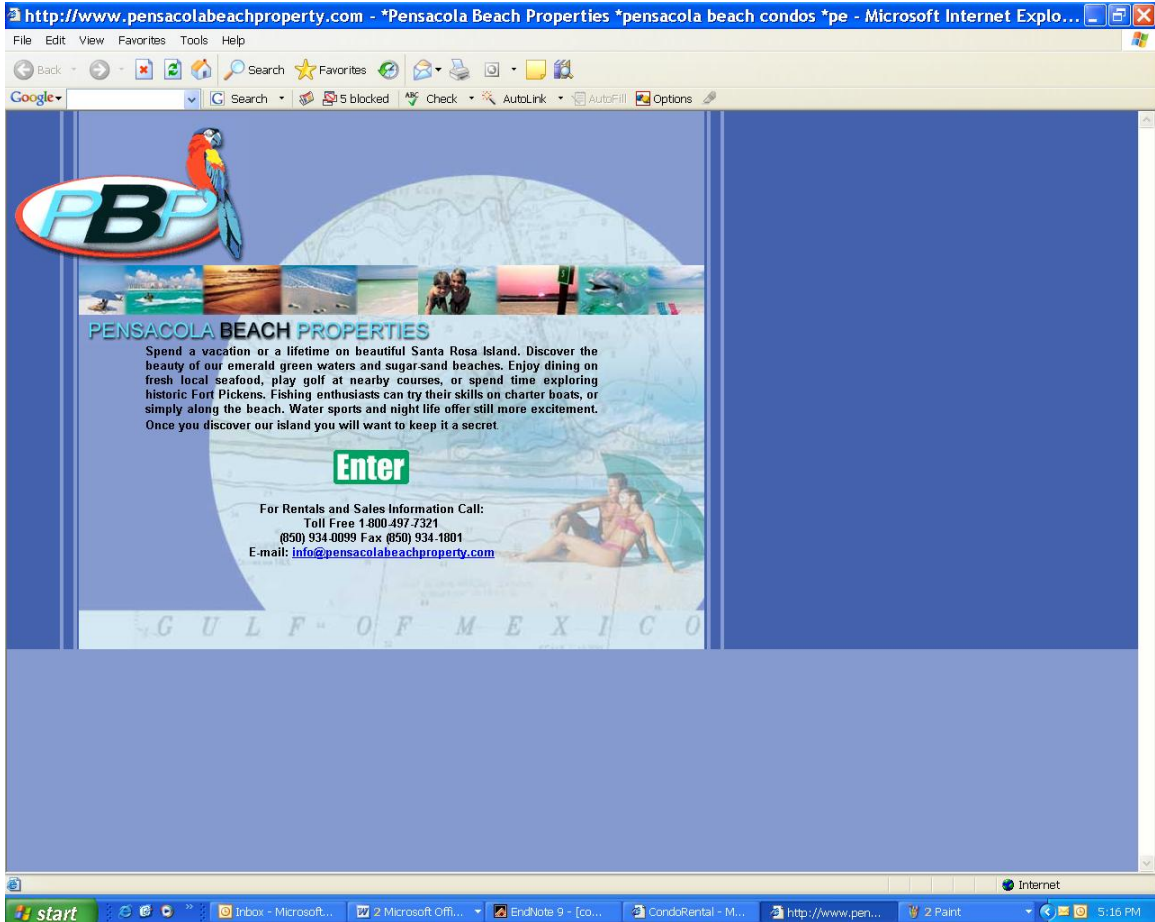 http://www.pensacolabeachproperty.com - *Pensacola Beach Properties *pensacola beach condos *pe - Microsoft Internet Explo...
File Edit View Favorites Tools Help
Back Search Favorites
Google Search 5 blocked Check AutoLink AutoFill Options
PBP
5
PENSACOLA BEACH PROPERTIES
Spend a vacation or a lifetime on beautiful Santa Rosa Island. Discover the
beauty of our emerald green waters and sugar-sand beaches. Enjoy dining on
fresh local seafood, play golf at nearby courses, or spend time exploring
historic Fort Pickens. Fishing enthusiasts can try their skills on charter boats, or
simply along the beach. Water sports and night life offer still more excitement.
Once you discover our island you will want to keep it a secret.
Enter
For Rentals and Sales Information Call:
Toll Free 1-800-497-7321
(850) 934-0099 Fax (850) 934-1801
E-mail: info@pensacolabeachproperty.com
GULF OF MEXICO
Internet
start Inbox - Microsoft... 2 Microsoft Offi... EndNote 9 - [co... CondoRental - M... http://www.pen... 2 Paint 5:16 PM